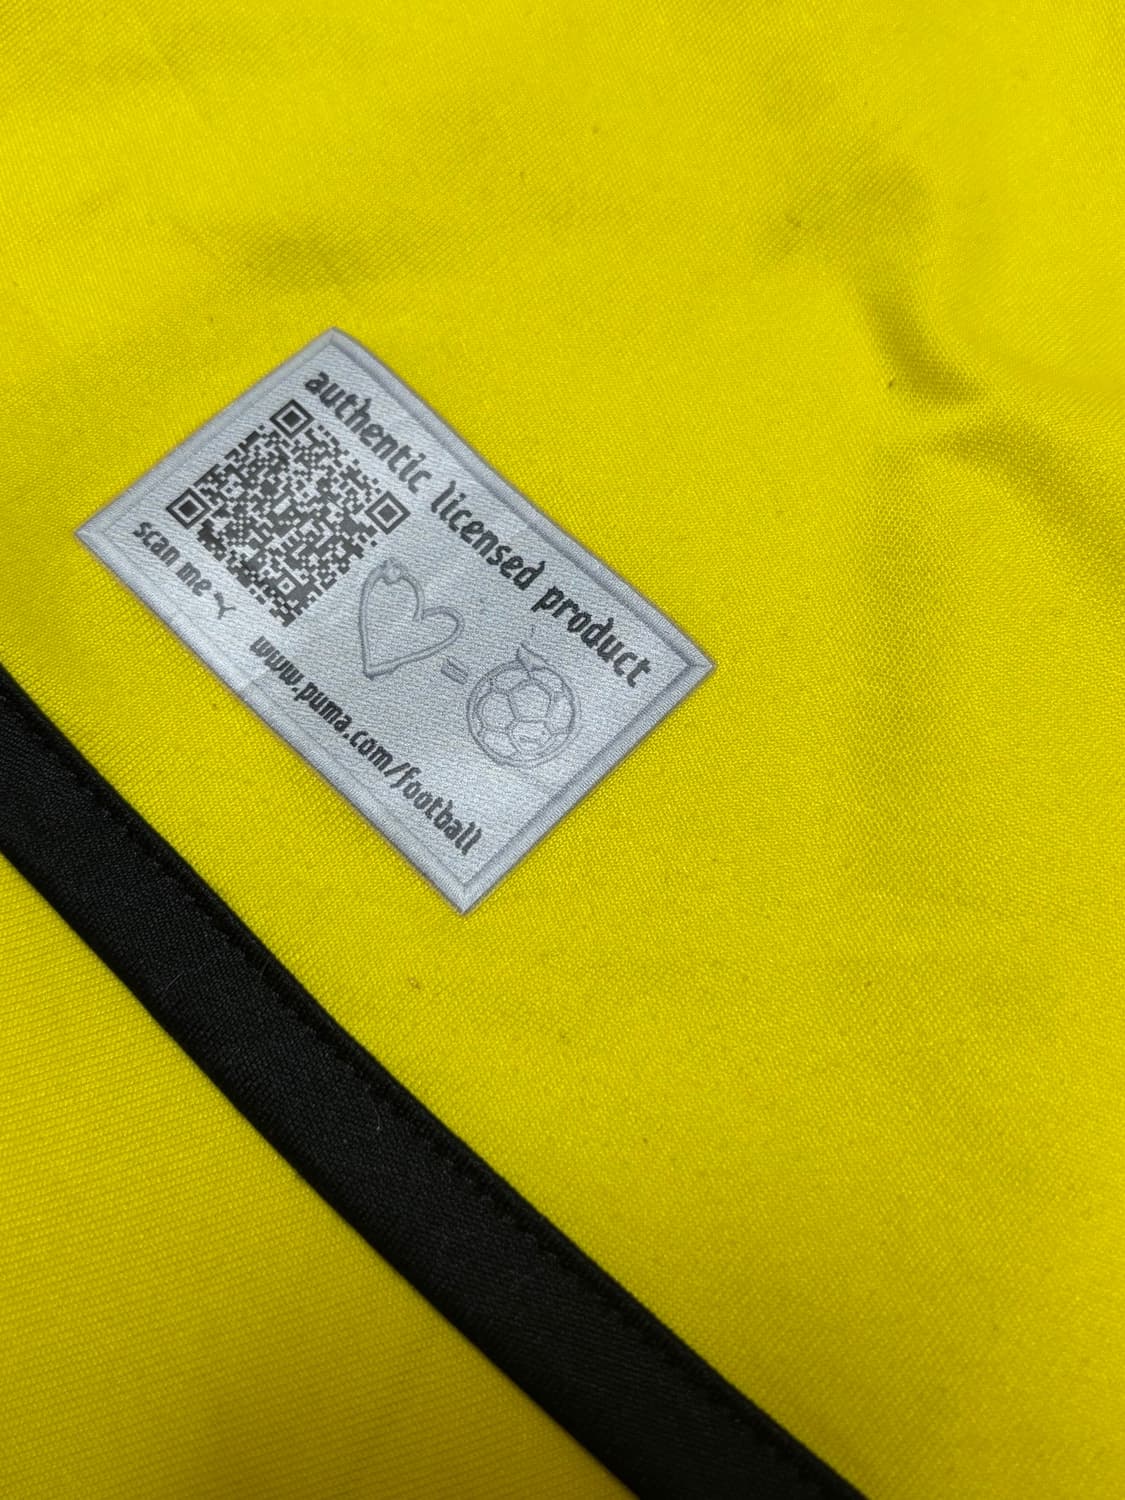 authentic licensed product
scan me
=
www.puma.com/football